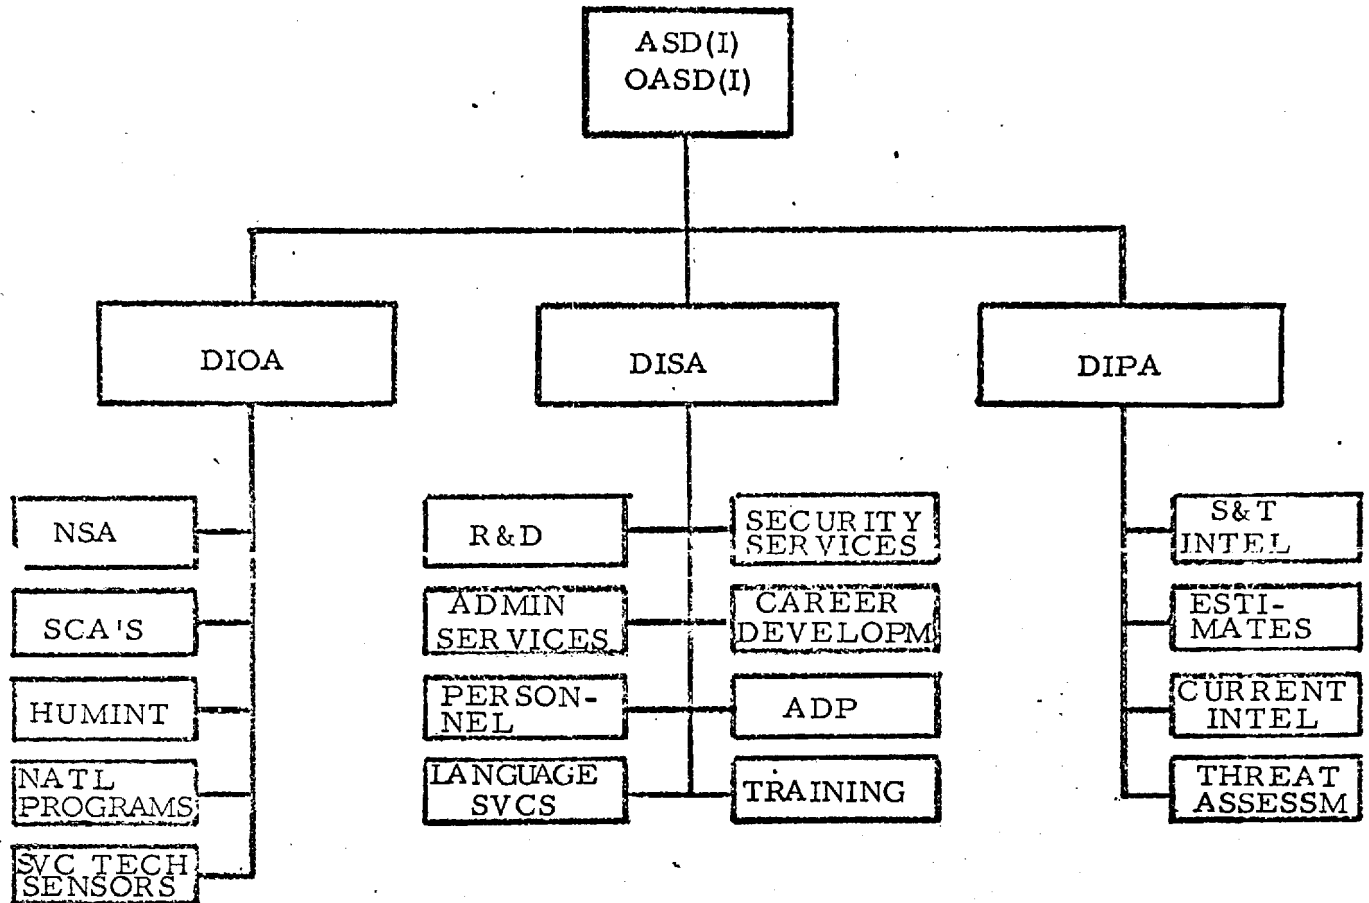 ASD(I)
OASD(I)
DIOA
DISA
DIPA
NSA
SCA'S
HUMINT
NATL
PROGRAMS
SVC TECH
SENSORS
R&D
ADMIN
SERVICES
PERSON-
NEL
LANGUAGE
SVCS
SECURITY
SERVICES
CAREER
DEVELOPM
ADP
TRAINING
S&T
INTEL
ESTI-
MATES
CURRENT
INTEL
THREAT
ASSESSM